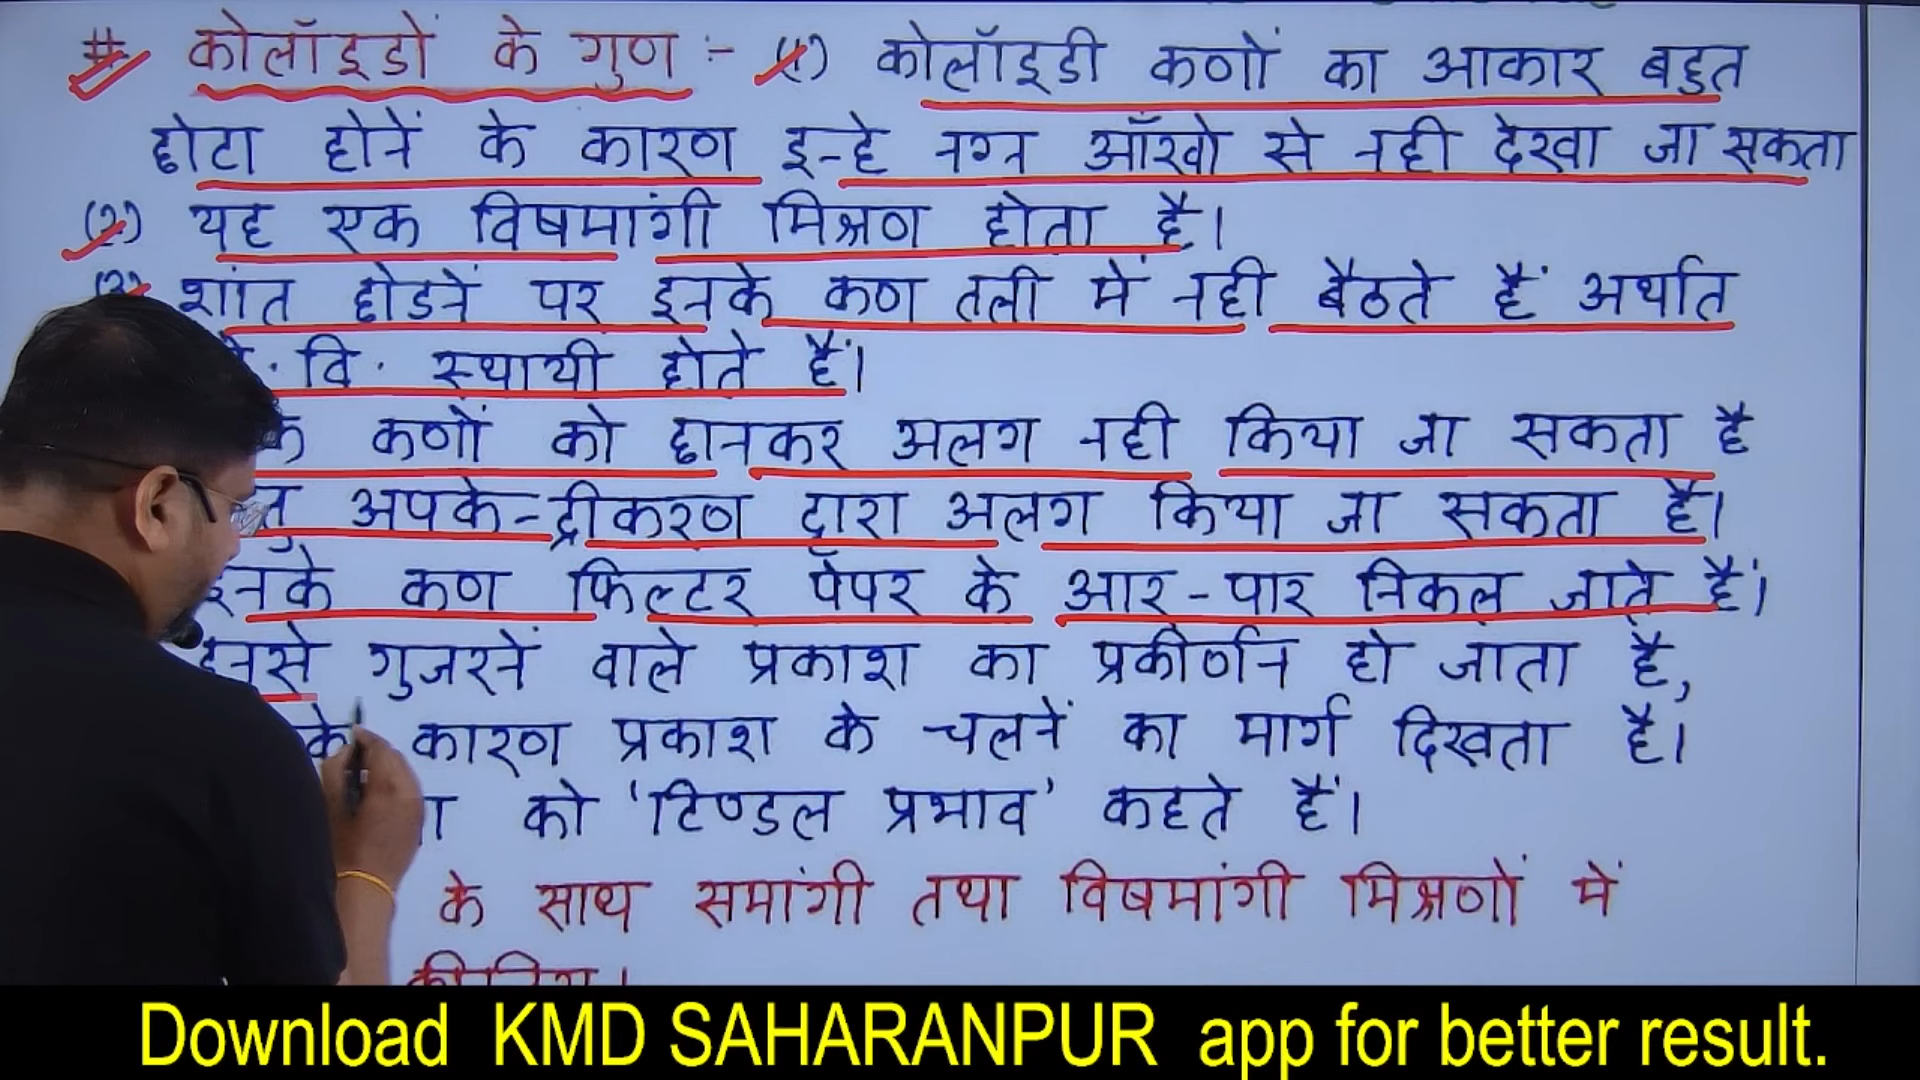 # कोलॉइडों के गुण :- (1) कोलॉइडी कणों का आकार बहुत
छोटा होनें के कारण इन्हे नग्न आँखो से नही देखा जा सकता
(2) यह एक विषमांगी मिश्रण होता है।
(3) शांत छोडनें पर इनके कण तली में नही बैठते हैं अर्थात
वि. स्थायी होते हैं।
कणों को छानकर अलग नही किया जा सकता है
अपकेन्द्रीकरण द्वारा अलग किया जा सकता है।
इनके कण फिल्टर पेपर के आर-पार निकल जाते हैं।
इनसे गुजरनें वाले प्रकाश का प्रकीर्णन हो जाता है,
के कारण प्रकाश के चलनें का मार्ग दिखता है।
को 'टिण्डल प्रभाव' कहते हैं।
के साथ समांगी तथा विषमांगी मिश्रणों में
Download KMD SAHARANPUR app for better result.